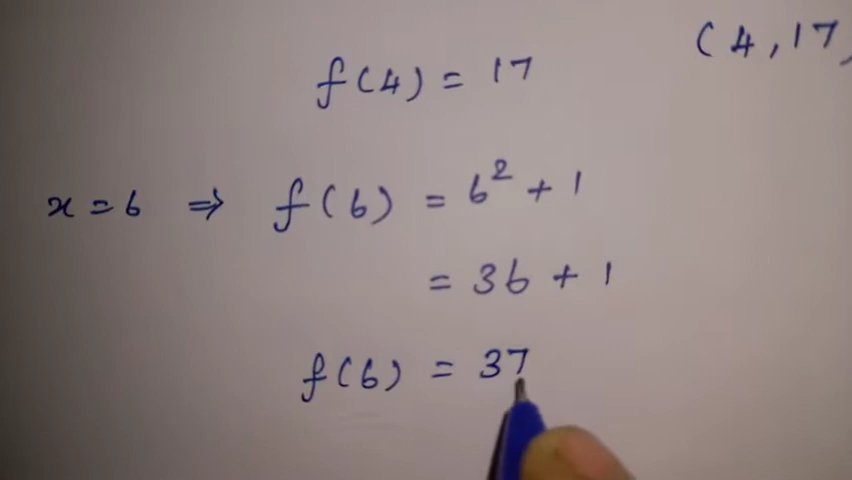 f(4) = 17 (4,17)
x = 6 ⇒ f(6) = 6² + 1
= 36 + 1
f(6) = 37